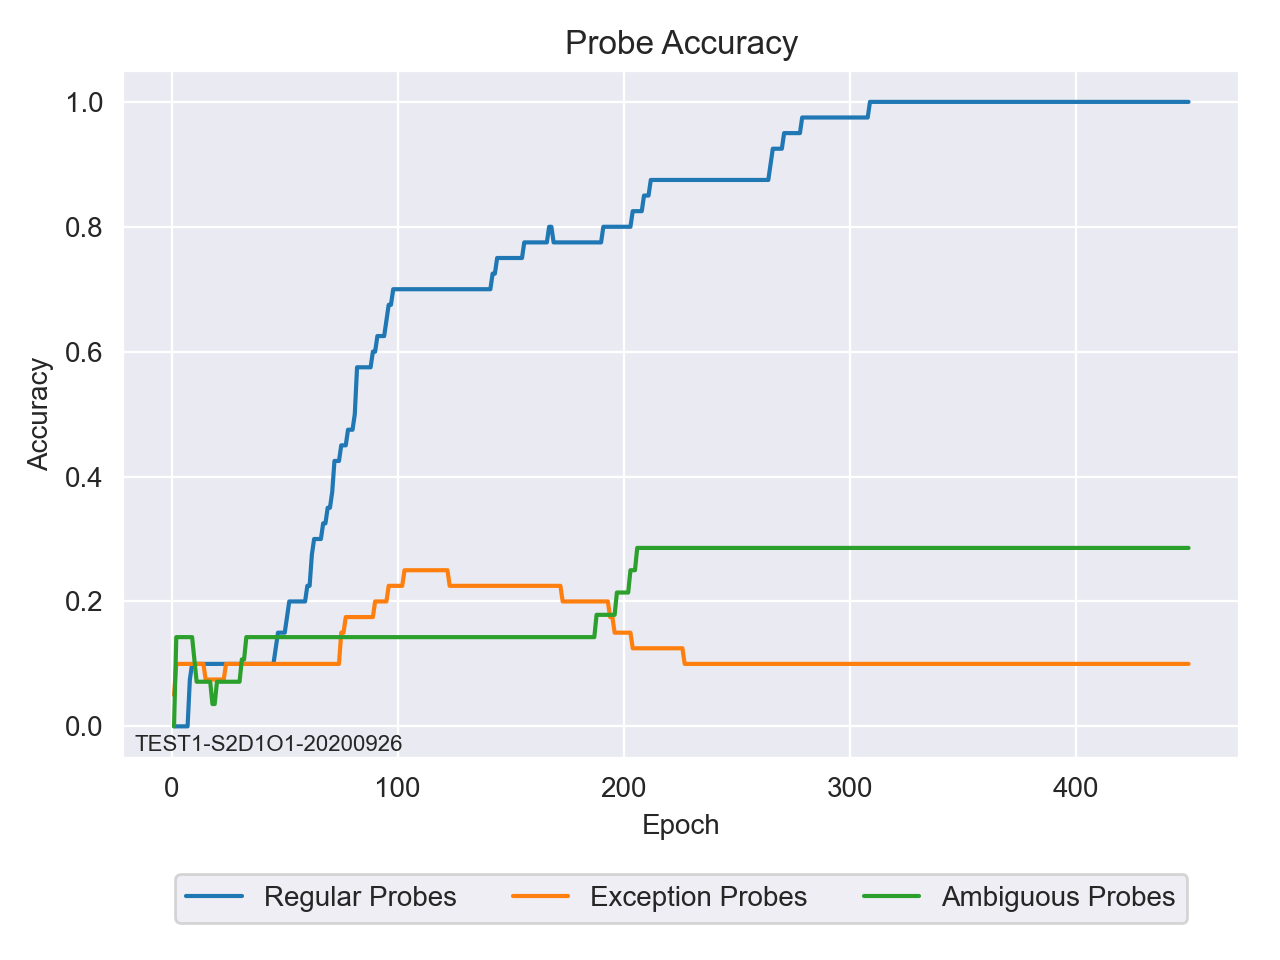 Probe Accuracy
1.0
0.8
0.6
0.4
0.2
0.0
Accuracy
TEST1-S2D1O1-20200926
0 100 200 300 400
Epoch
Regular Probes Exception Probes Ambiguous Probes